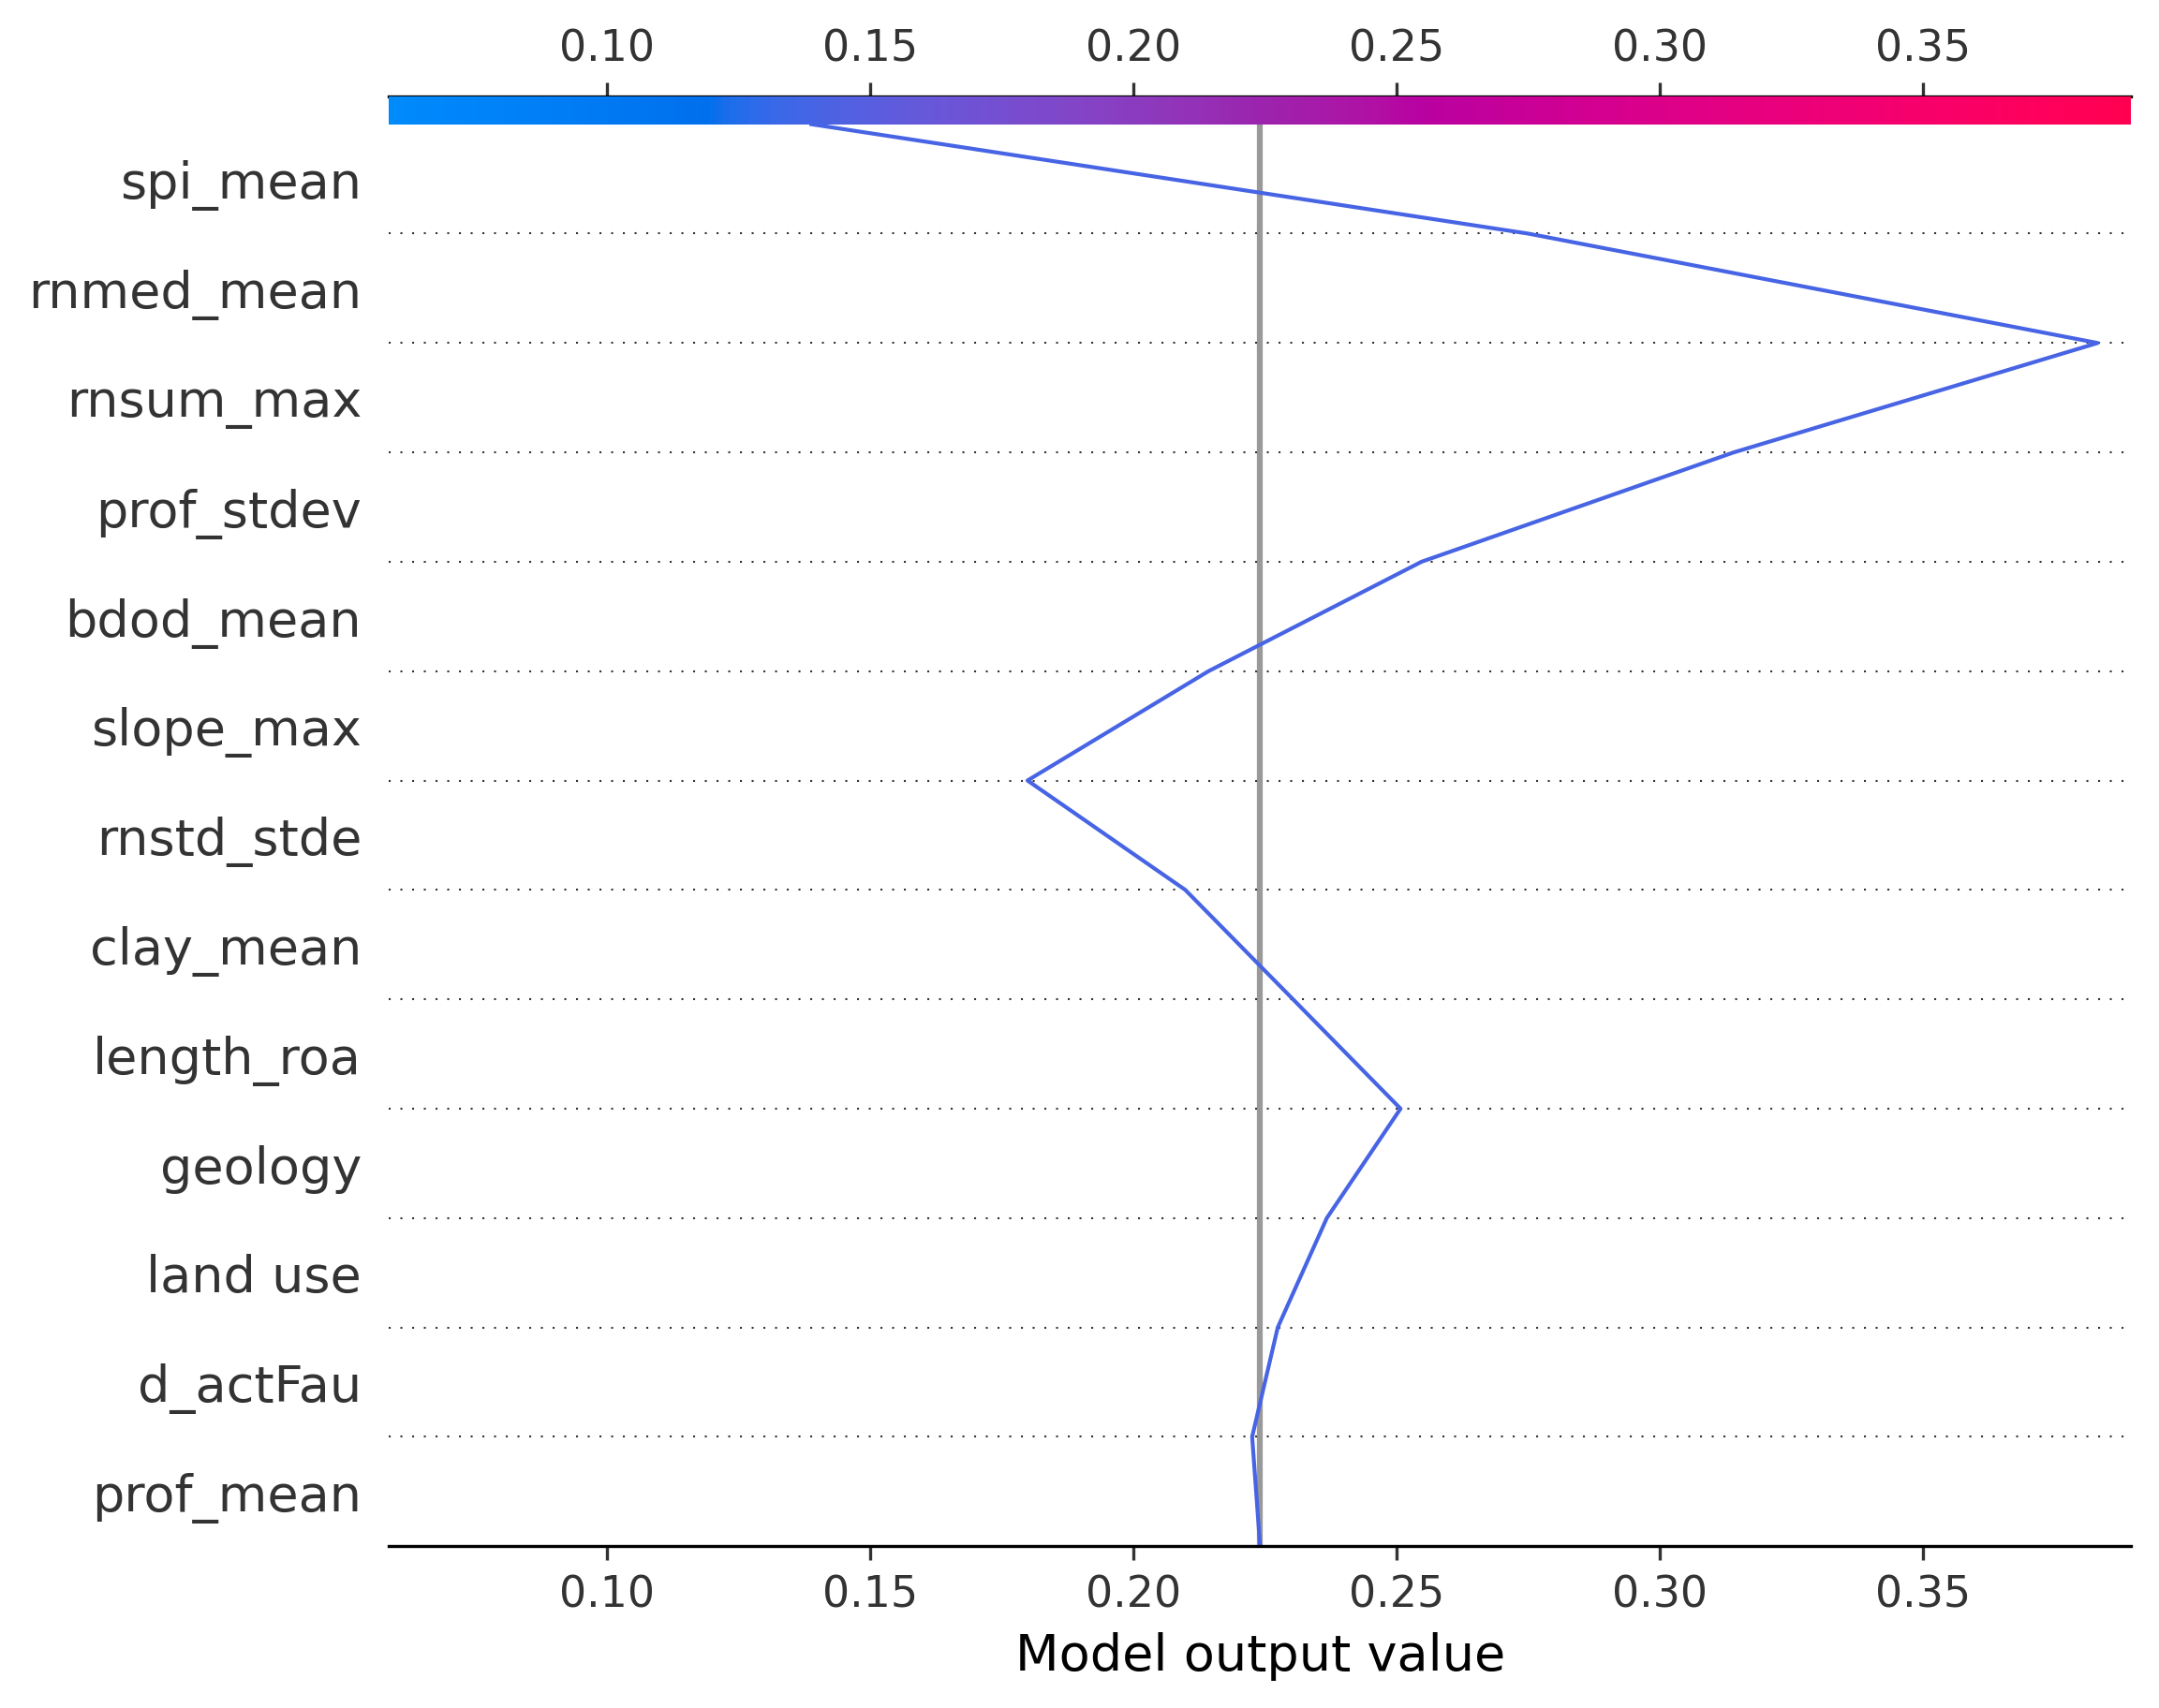 0.10 0.15 0.20 0.25 0.30 0.35
spi_mean
rnmed_mean
rnsum_max
prof_stdev
bdod_mean
slope_max
rnstd_stde
clay_mean
length_roa
geology
land use
d_actFau
prof_mean
0.10 0.15 0.20 0.25 0.30 0.35
Model output value